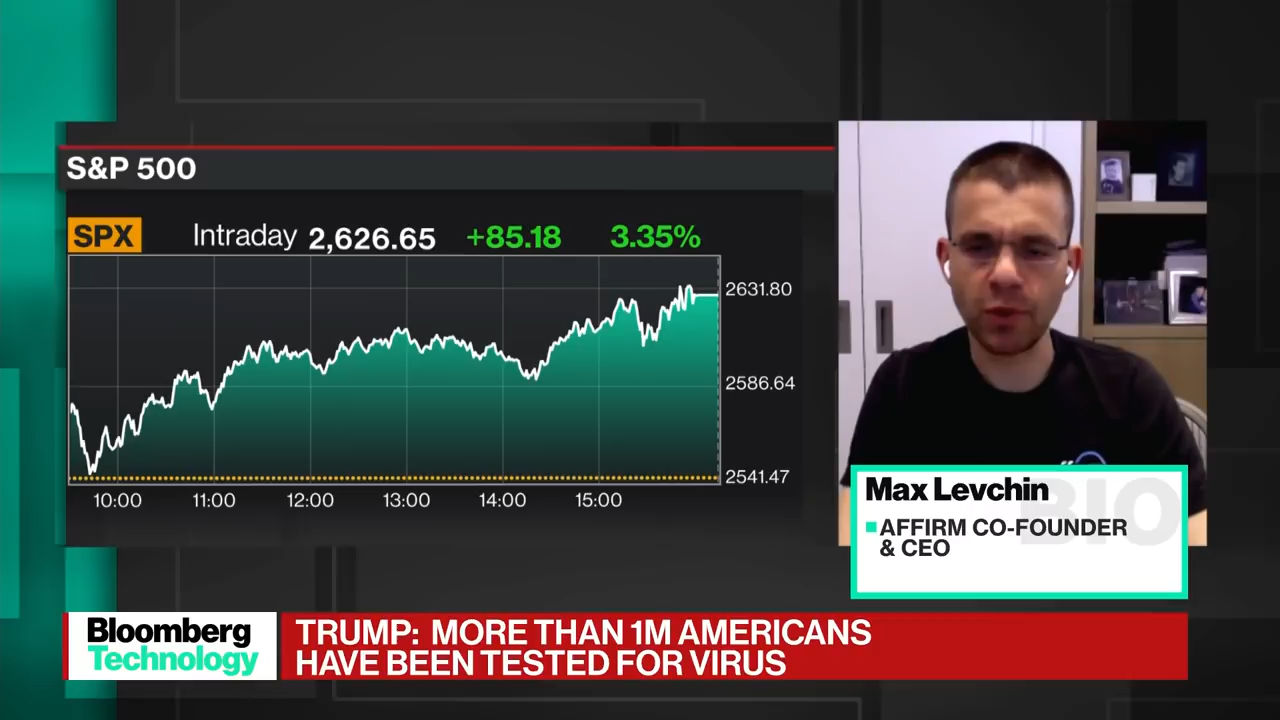 S&P 500
SPX Intraday 2,626.65 +85.18 3.35%
2631.80
2586.64
2541.47
10:00 11:00 12:00 13:00 14:00 15:00
BIO
Max Levchin
AFFIRM CO-FOUNDER
& CEO
Bloomberg
Technology
TRUMP: MORE THAN 1M AMERICANS
HAVE BEEN TESTED FOR VIRUS